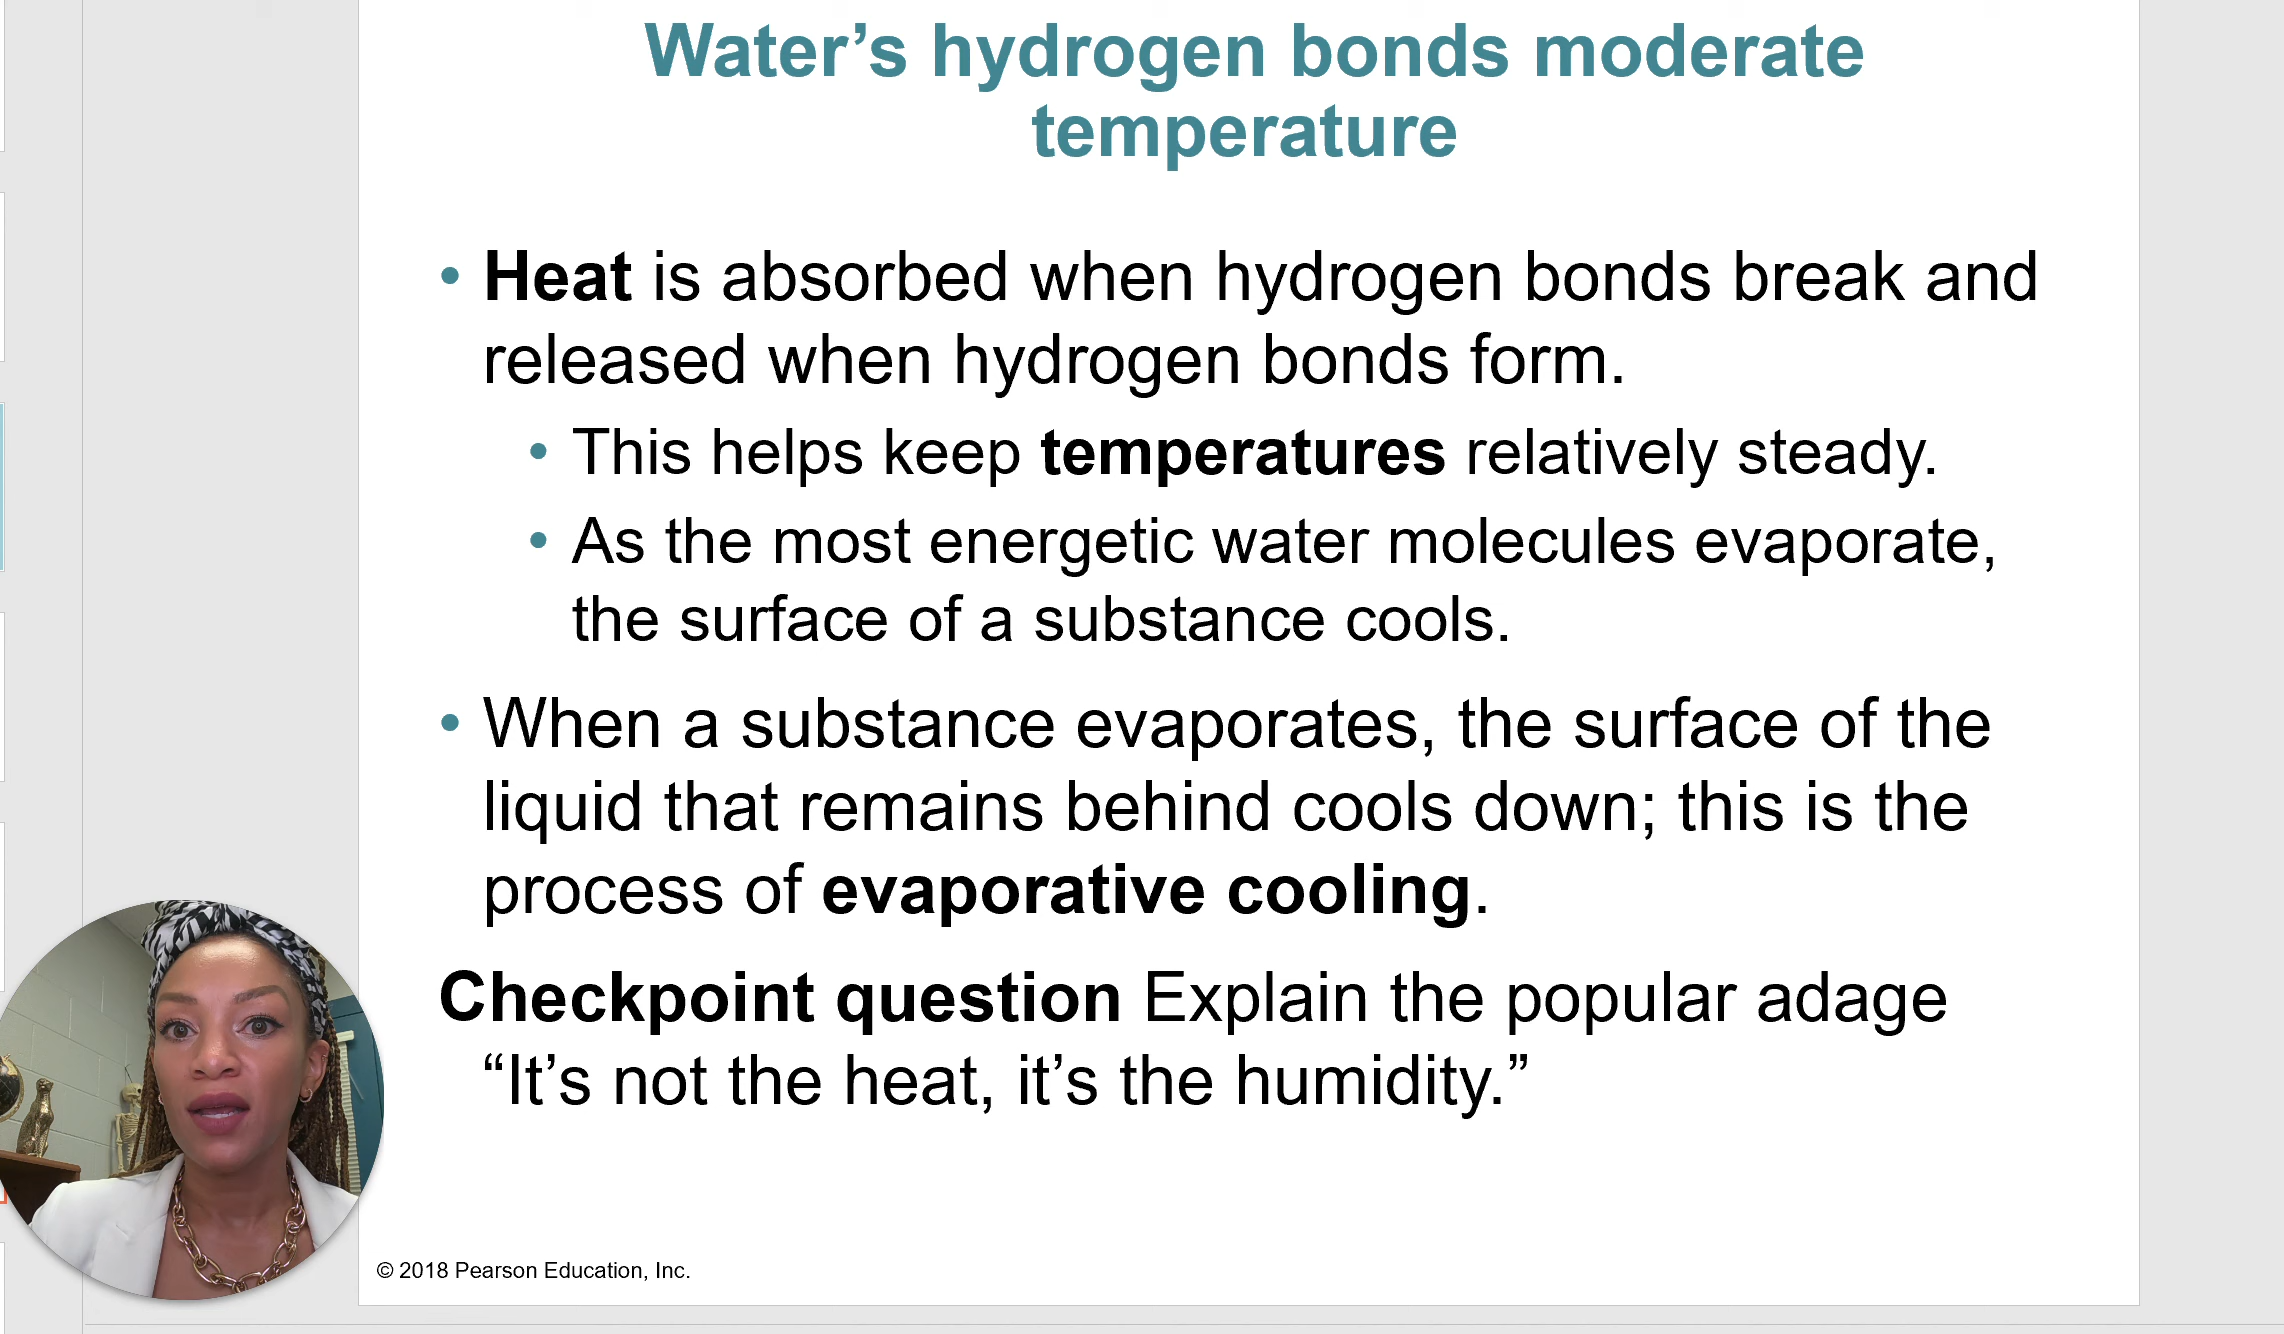 Water’s hydrogen bonds moderate
temperature
• Heat is absorbed when hydrogen bonds break and
released when hydrogen bonds form.
• This helps keep temperatures relatively steady.
• As the most energetic water molecules evaporate,
the surface of a substance cools.
• When a substance evaporates, the surface of the
liquid that remains behind cools down; this is the
process of evaporative cooling.
Checkpoint question Explain the popular adage
“It’s not the heat, it’s the humidity.”
© 2018 Pearson Education, Inc.